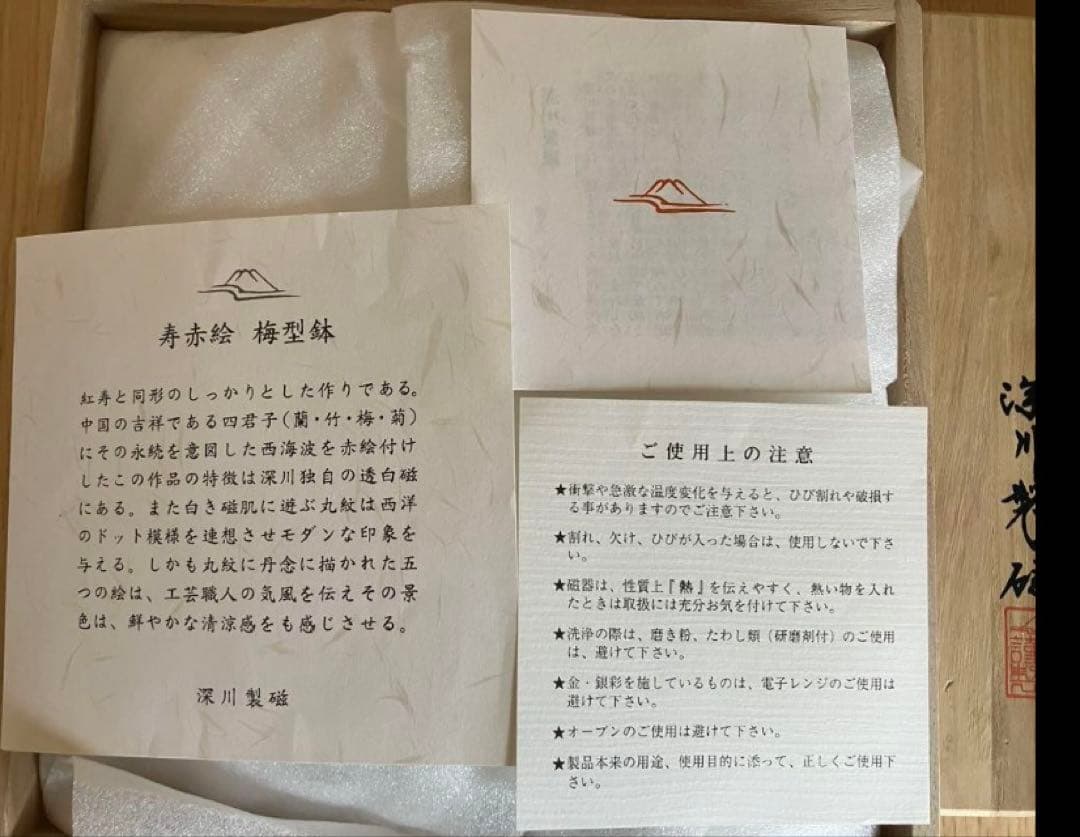 寿赤絵 梅型鉢
紅寿と同形のしっかりとした作りである。
中国の吉祥である四君子(蘭・竹・梅・菊)
にその永続を意図した西海波を赤絵付け
したこの作品の特徴は深川独自の透白磁
にある。また白き磁肌に遊ぶ丸紋は西洋
のドット模様を連想させモダンな印象を
与える。しかも丸紋に丹念に描かれた五
つの絵は、工芸職人の気風を伝えその景
色は、鮮やかな清涼感をも感じさせる。
深川製磁
ご使用上の注意
★衝撃や急激な温度変化を与えると、ひび割れや破損す
る事がありますのでご注意下さい。
★割れ、欠け、ひびが入った場合は、使用しないで下さ
い。
★磁器は、性質上『熱』を伝えやすく、熱い物を入れ
たときは取扱には充分お気を付けて下さい。
★洗浄の際は、磨き粉、たわし類(研磨剤付)のご使用
は、避けて下さい。
★金・銀彩を施しているものは、電子レンジのご使用は
避けて下さい。
★オーブンのご使用は避けて下さい。
★製品本来の用途、使用目的に添って、正しくご使用下
さい。
深川製磁
謹製